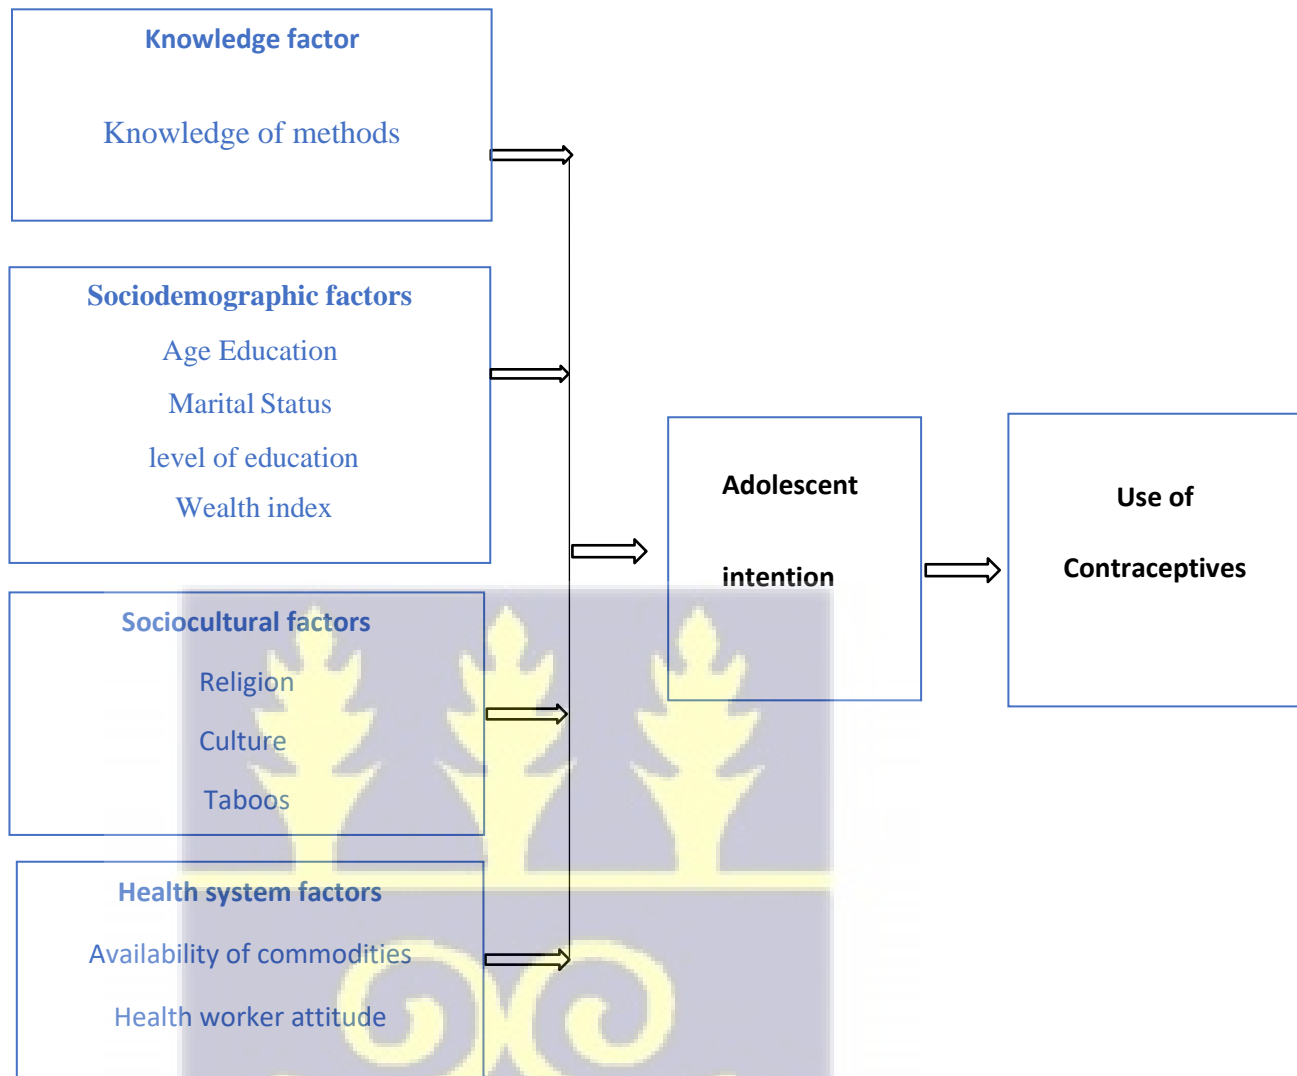 Knowledge factor
Knowledge of methods
Sociodemographic factors
Age Education
Marital Status
level of education
Wealth index
Sociocultural factors
Religion
Culture
Taboos
Health system factors
Availability of commodities
Health worker attitude
Adolescent
intention
Use of
Contraceptives